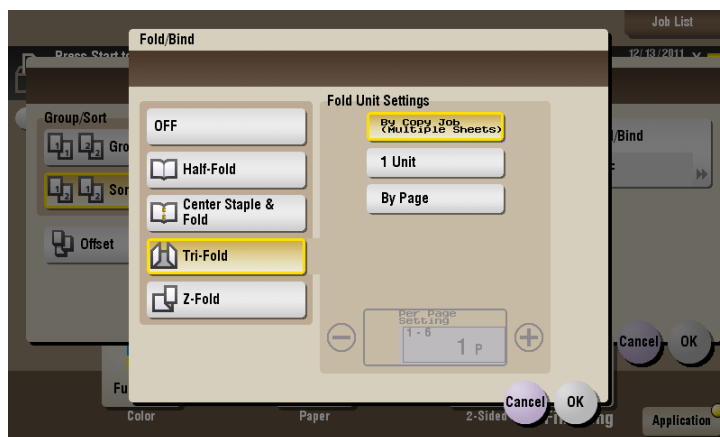 Job List
Fold/Bind
Press Start to
12/13/2011
Group/Sort
Gro
Sor
Offset
OFF
Half-Fold
Center Staple &
Fold
Tri-Fold
Z-Fold
Fold Unit Settings
By Copy Job
(Multiple Sheets)
1 Unit
By Page
Per Page
Setting
1 - 6
1 P
/Bind
Cancel
OK
Cancel
OK
Fu
Color
Paper
2-Sided
ng
Application